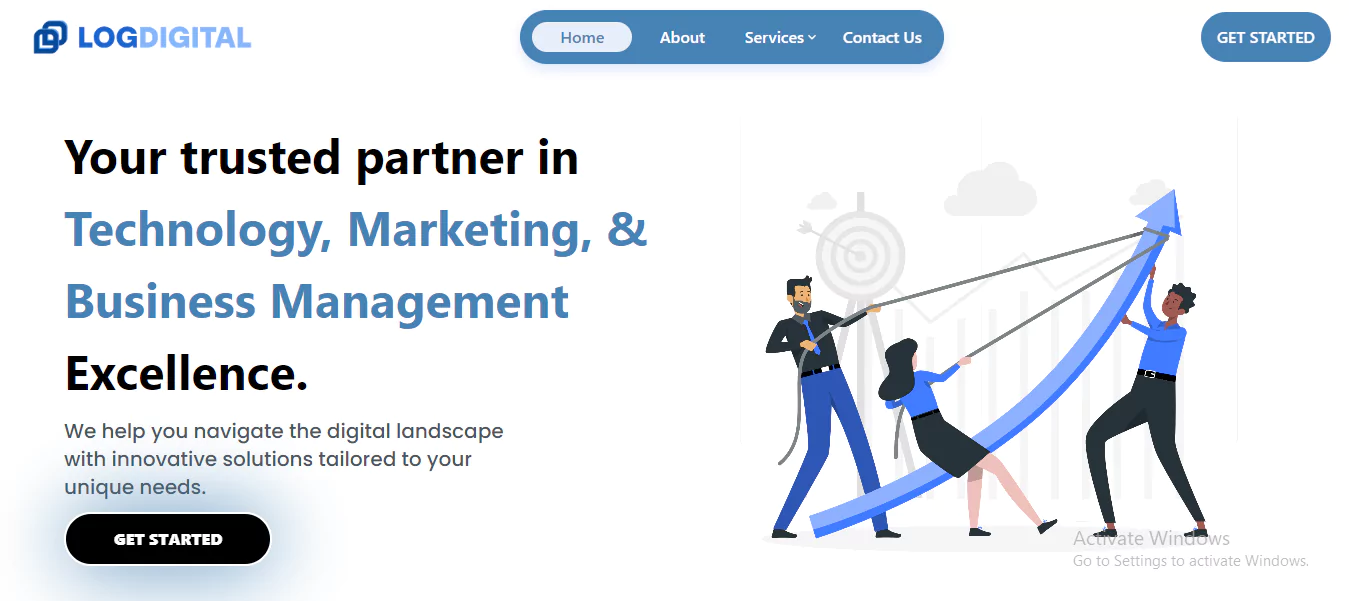 LOGDIGITAL
Home
About
Services
Contact Us
GET STARTED
Your trusted partner in
Technology, Marketing, &
Business Management
Excellence.
We help you navigate the digital landscape
with innovative solutions tailored to your
unique needs.
GET STARTED
Activate Windows
Go to Settings to activate Windows.